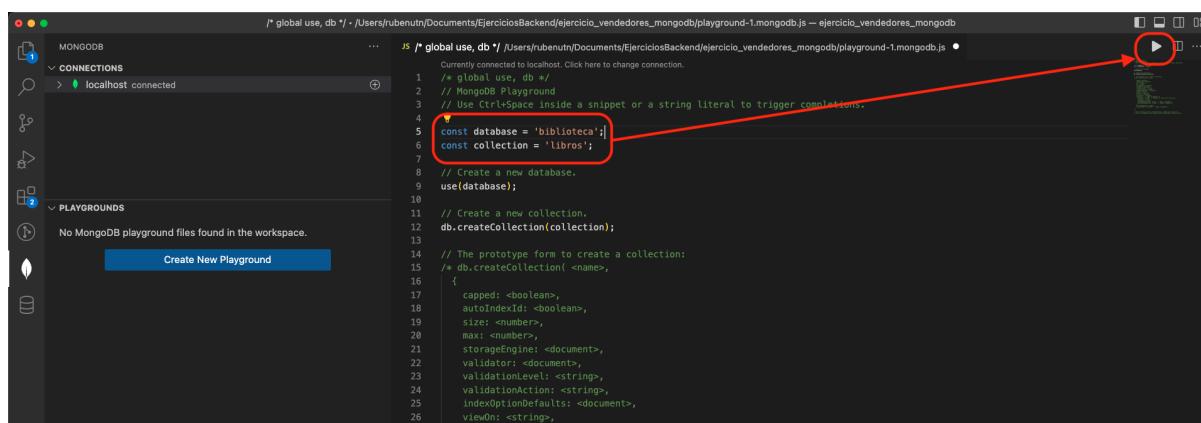 /* global use, db */ • /Users/rubenutn/Documents/EjerciciosBackend/ejercicio_vendedores_mongodb/playground-1.mongodb.js — ejercicio_vendedores_mongodb
MONGODB
CONNECTIONS
localhost connected
PLAYGROUNDS
No MongoDB playground files found in the workspace.
Create New Playground
1
2
JS /* global use, db */ /Users/rubenutn/Documents/EjerciciosBackend/ejercicio_vendedores_mongodb/playground-1.mongodb.js
Currently connected to localhost. Click here to change connection.
1 /* global use, db */
2 // MongoDB Playground
3 // Use Ctrl+Space inside a snippet or a string literal to trigger completions.
4
5 const database = 'biblioteca';
6 const collection = 'libros';
7
8 // Create a new database.
9 use(database);
10
11 // Create a new collection.
12 db.createCollection(collection);
13
14 // The prototype form to create a collection:
15 /* db.createCollection( <name>,
16 {
17 capped: <boolean>,
18 autoIndexId: <boolean>,
19 size: <number>,
20 max: <number>,
21 storageEngine: <document>,
22 validator: <document>,
23 validationLevel: <string>,
24 validationAction: <string>,
25 indexOptionDefaults: <document>,
26 viewOn: <string>,